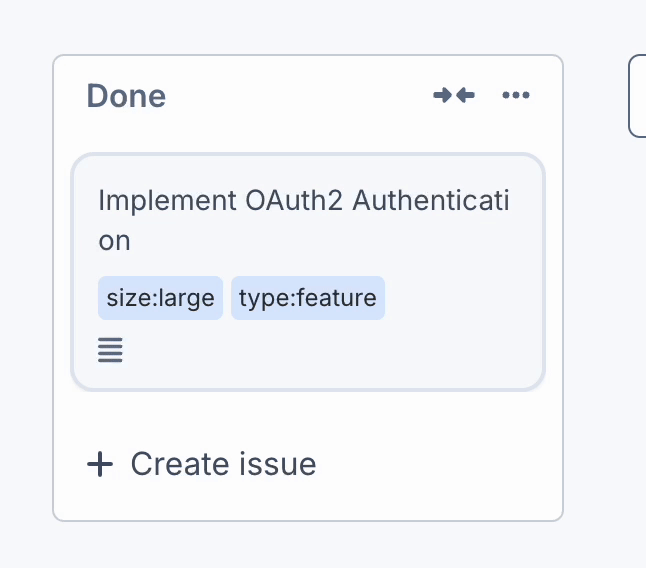 Done
Implement OAuth2 Authenticati
on
size:large type:feature
Create issue